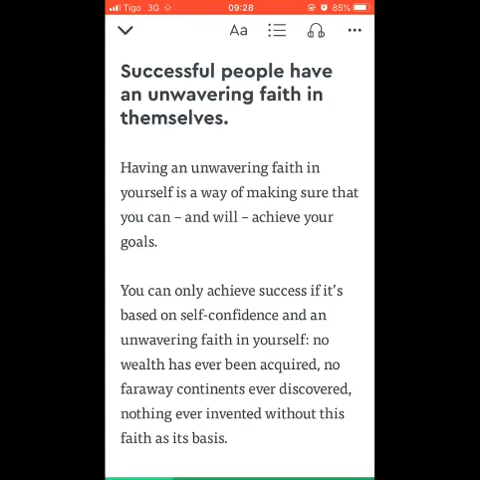 Tigo 3G 09:28 85%
Aa
Successful people have
an unwavering faith in
themselves.
Having an unwavering faith in
yourself is a way of making sure that
you can – and will – achieve your
goals.
You can only achieve success if it's
based on self-confidence and an
unwavering faith in yourself: no
wealth has ever been acquired, no
faraway continents ever discovered,
nothing ever invented without this
faith as its basis.